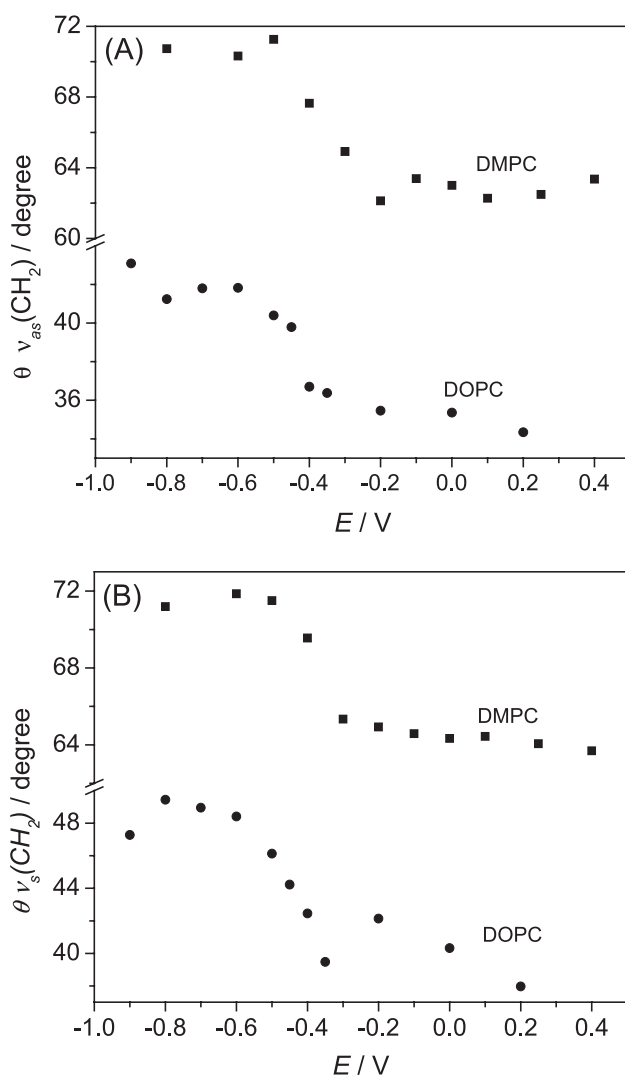 (A)
72
68
64
60
40
36
DMPC
DOPC
θ ν_as(CH₂) / degree
-1.0 -0.8 -0.6 -0.4 -0.2 0.0 0.2 0.4
E / V
(B)
72
68
64
48
44
40
DMPC
DOPC
θ ν_s(CH₂) / degree
-1.0 -0.8 -0.6 -0.4 -0.2 0.0 0.2 0.4
E / V